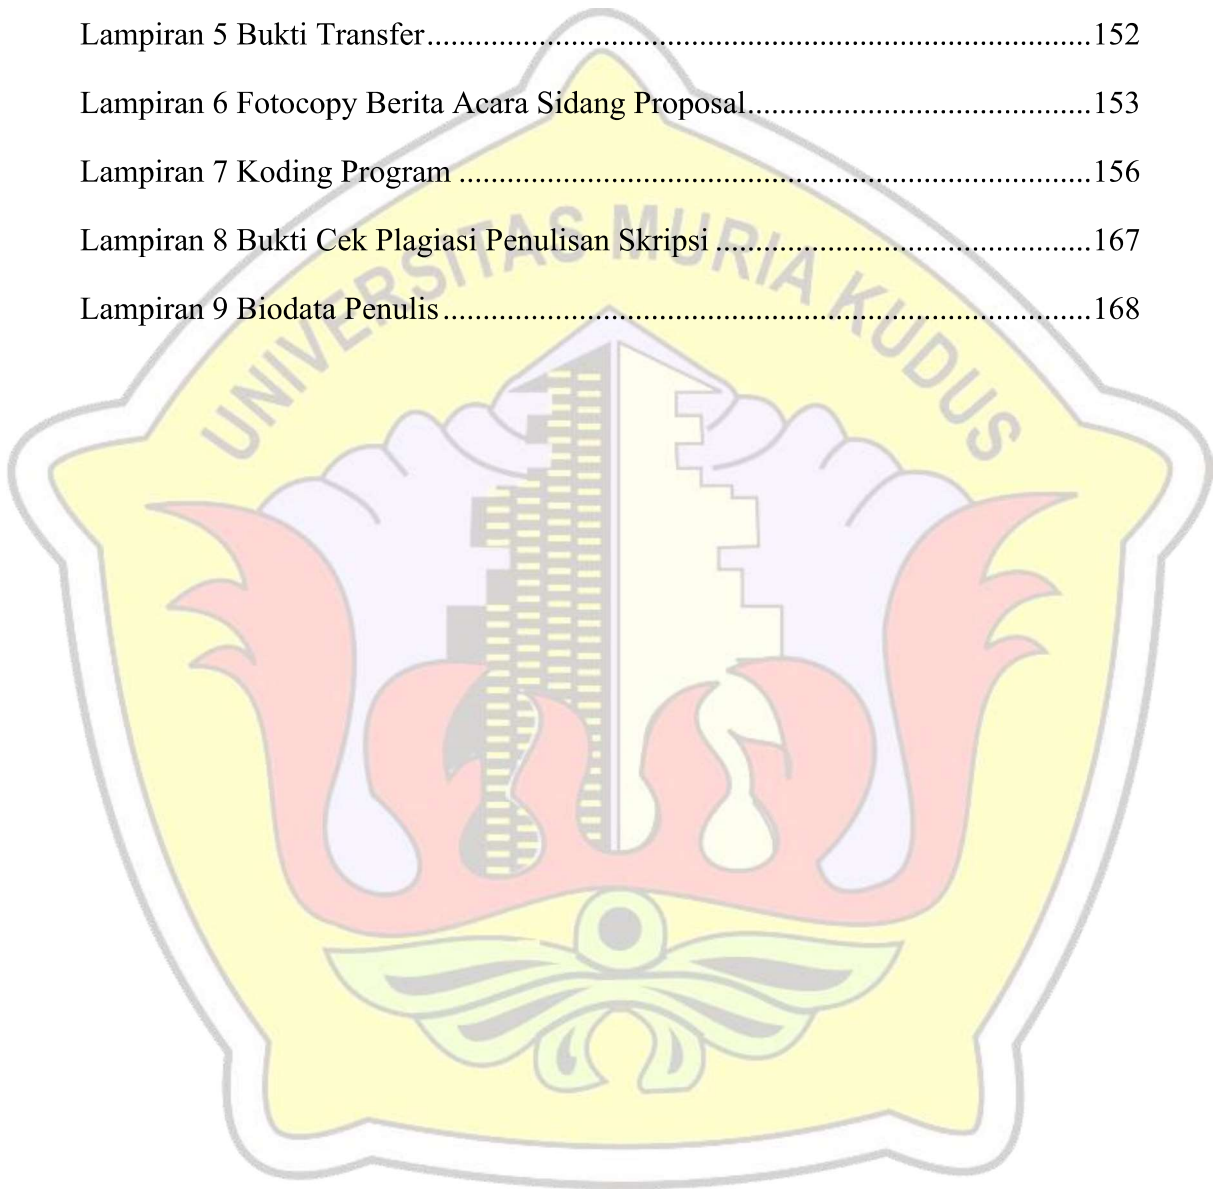 Lampiran 5 Bukti Transfer....................................................................................152
Lampiran 6 Fotocopy Berita Acara Sidang Proposal...........................................153
Lampiran 7 Koding Program ...............................................................................156
Lampiran 8 Bukti Cek Plagiasi Penulisan Skripsi ...............................................167
Lampiran 9 Biodata Penulis.................................................................................168
UNIVERSITAS MURIA KUDUS